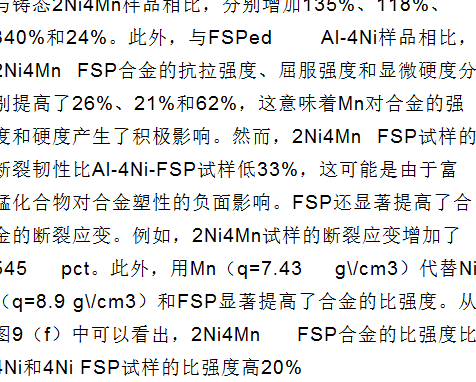 与铸态2Ni4Mn样品相比，分别增加135%、118%、
340%和24%。此外，与FSPed Al-4Ni样品相比，
2Ni4Mn FSP合金的抗拉强度、屈服强度和显微硬度分
别提高了26%、21%和62%，这意味着Mn对合金的强
度和硬度产生了积极影响。然而，2Ni4Mn FSP试样的
断裂韧性比Al-4Ni-FSP试样低33%，这可能是由于富
锰化合物对合金塑性的负面影响。FSP还显著提高了合
金的断裂应变。例如，2Ni4Mn试样的断裂应变增加了
545 pct。此外，用Mn（q=7.43 g\/cm3）代替Ni
（q=8.9 g\/cm3）和FSP显著提高了合金的比强度。从
图9（f）中可以看出，2Ni4Mn FSP合金的比强度比
4Ni和4Ni FSP试样的比强度高20%